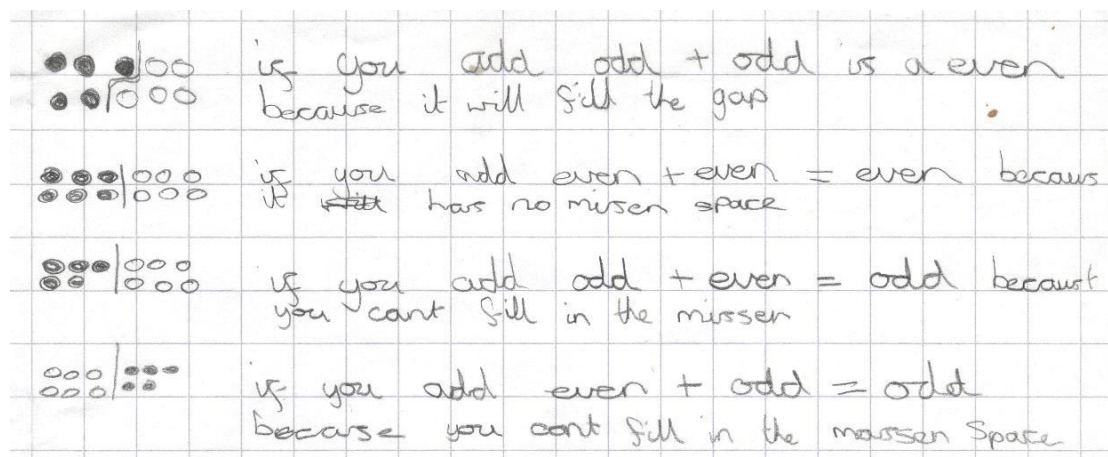 if you add odd + odd is a even
because it will fill the gap
if you add even + even = even becaus
it has no missen space
if you add odd + even = odd becaust
you cant fill in the missen
if you add even + odd = odd
becarse you cant fill in the maussen Space